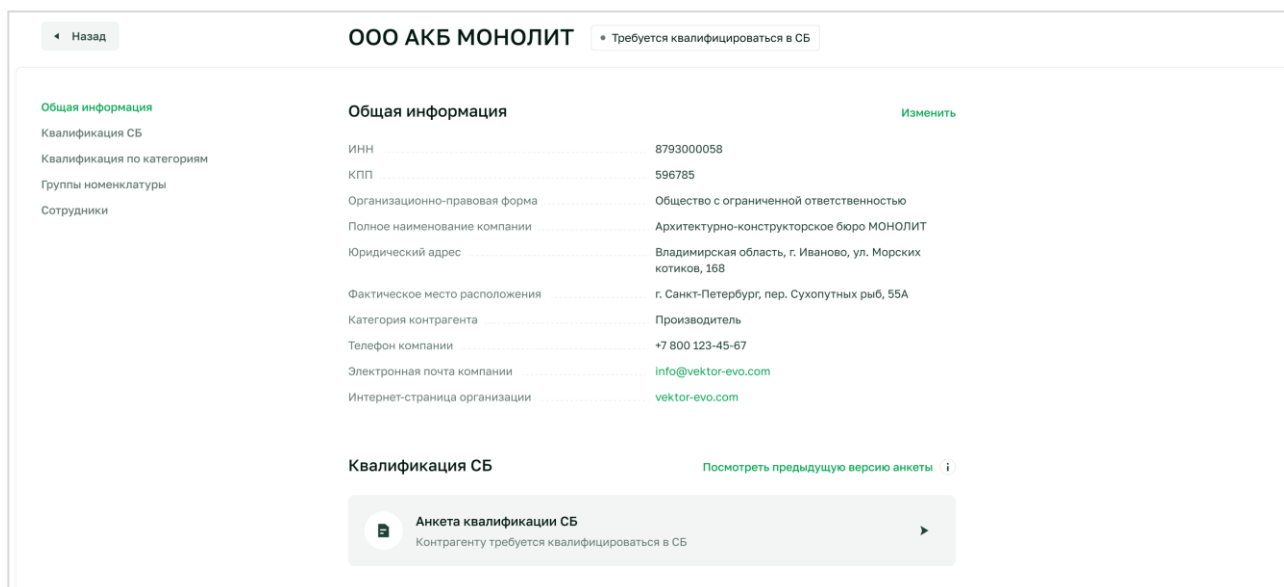 Назад
ООО АКБ МОНОЛИТ
Требуется квалифицироваться в СБ
Общая информация
Квалификация СБ
Квалификация по категориям
Группы номенклатуры
Сотрудники
Общая информация
Изменить
ИНН 8793000058
КПП 596785
Организационно-правовая форма Общество с ограниченной ответственностью
Полное наименование компании Архитектурно-конструкторское бюро МОНОЛИТ
Юридический адрес Владимирская область, г. Иваново, ул. Морских
котиков, 168
Фактическое место расположения г. Санкт-Петербург, пер. Сухопутных рыб, 55А
Категория контрагента Производитель
Телефон компании +7 800 123-45-67
Электронная почта компании info@vektor-evo.com
Интернет-страница организации vektor-evo.com
Квалификация СБ
Посмотреть предыдущую версию анкеты i
Анкета квалификации СБ
Контрагенту требуется квалифицироваться в СБ